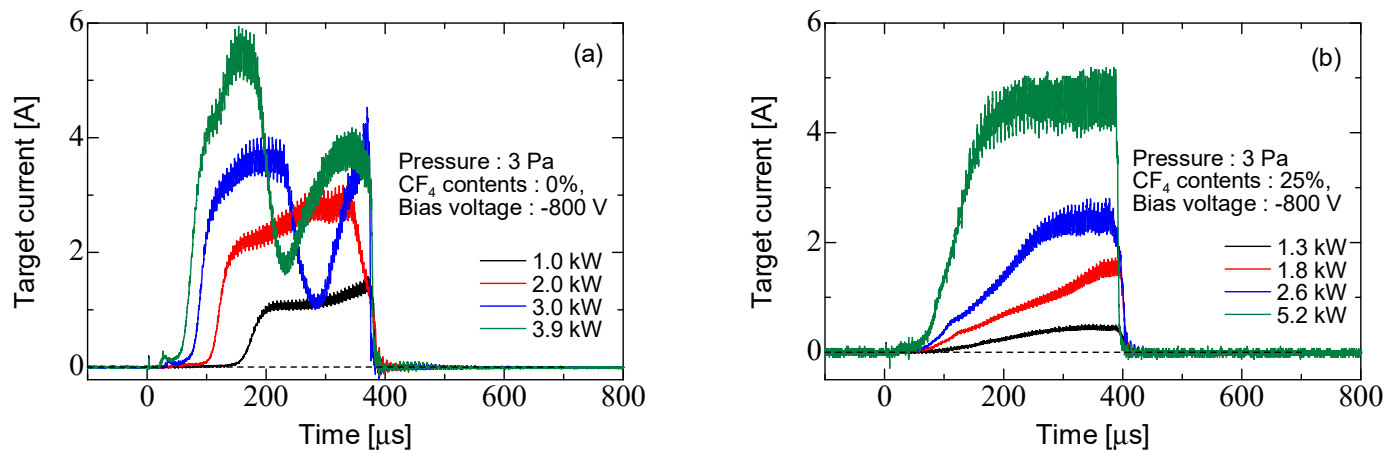 6
4
2
0
Target current [A]
(a)
Pressure : 3 Pa
CF4 contents : 0%,
Bias voltage : -800 V
1.0 kW
2.0 kW
3.0 kW
3.9 kW
0 200 400 600 800
Time [μs]
6
4
2
0
Target current [A]
(b)
Pressure : 3 Pa
CF4 contents : 25%,
Bias voltage : -800 V
1.3 kW
1.8 kW
2.6 kW
5.2 kW
0 200 400 600 800
Time [μs]